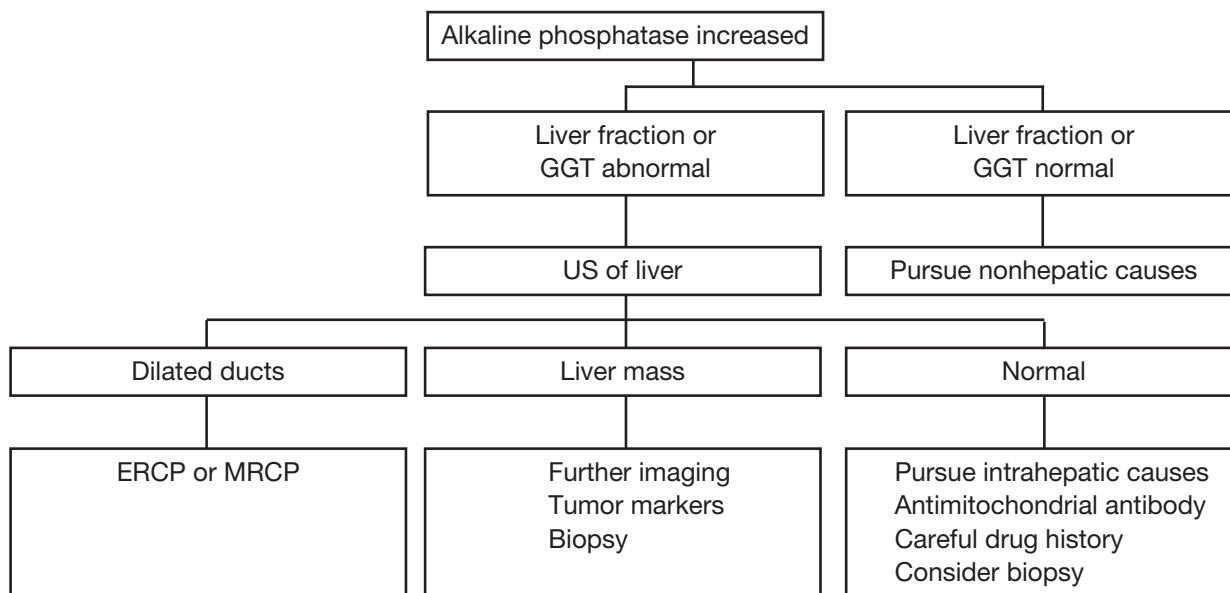 Alkaline phosphatase increased
Liver fraction or
GGT abnormal
Liver fraction or
GGT normal
US of liver
Pursue nonhepatic causes
Dilated ducts
Liver mass
Normal
ERCP or MRCP
Further imaging
Tumor markers
Biopsy
Pursue intrahepatic causes
Antimitochondrial antibody
Careful drug history
Consider biopsy